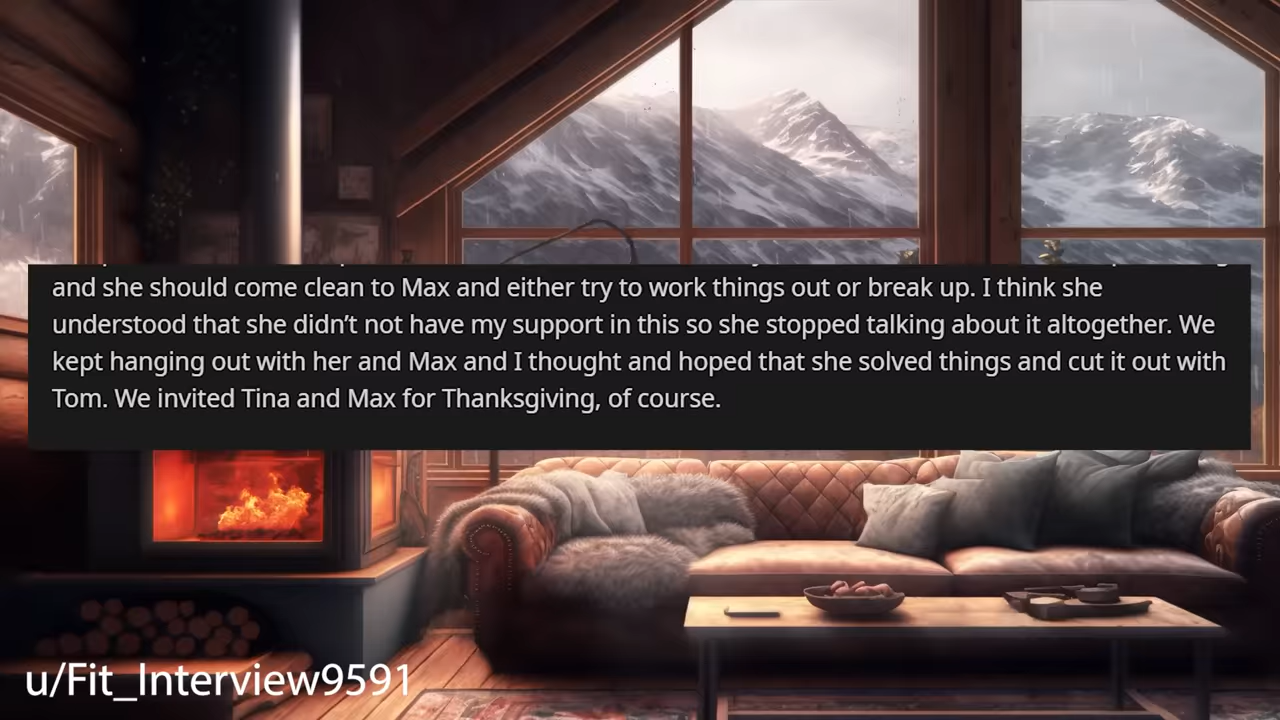 and she should come clean to Max and either try to work things out or break up. I think she
understood that she didn’t not have my support in this so she stopped talking about it altogether. We
kept hanging out with her and Max and I thought and hoped that she solved things and cut it out with
Tom. We invited Tina and Max for Thanksgiving, of course.
u/Fit_Interview9591